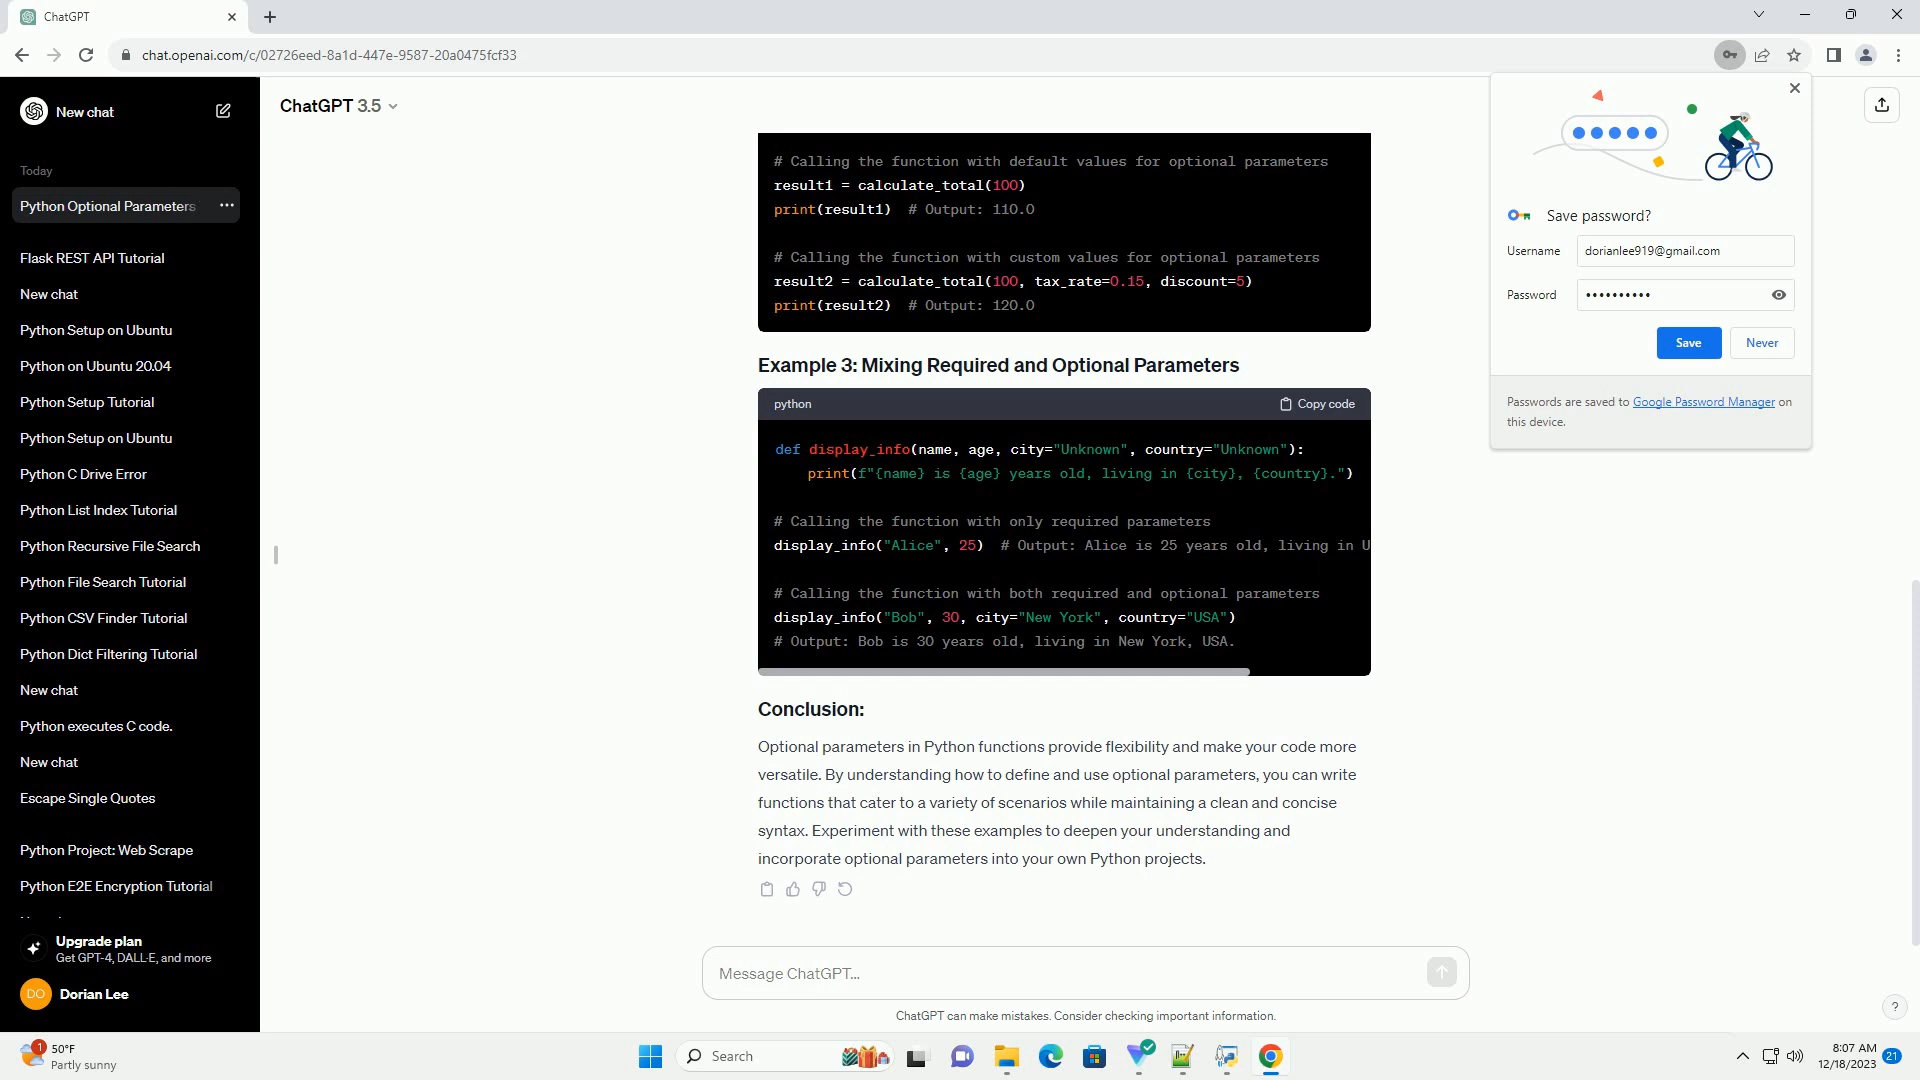 ChatGPT
chat.openai.com/c/02726eed-8a1d-447e-9587-20a0475fcf33
New chat
Today
Python Optional Parameters
Flask REST API Tutorial
New chat
Python Setup on Ubuntu
Python on Ubuntu 20.04
Python Setup Tutorial
Python Setup on Ubuntu
Python C Drive Error
Python List Index Tutorial
Python Recursive File Search
Python File Search Tutorial
Python CSV Finder Tutorial
Python Dict Filtering Tutorial
New chat
Python executes C code.
New chat
Escape Single Quotes
Python Project: Web Scrape
Python E2E Encryption Tutorial
Upgrade plan
Get GPT-4, DALL·E, and more
DO Dorian Lee
ChatGPT 3.5
# Calling the function with default values for optional parameters
result1 = calculate_total(100)
print(result1)  # Output: 110.0
# Calling the function with custom values for optional parameters
result2 = calculate_total(100, tax_rate=0.15, discount=5)
print(result2)  # Output: 120.0
Example 3: Mixing Required and Optional Parameters
python Copy code
def display_info(name, age, city="Unknown", country="Unknown"):
print(f"{name} is {age} years old, living in {city}, {country}.")
# Calling the function with only required parameters
display_info("Alice", 25)  # Output: Alice is 25 years old, living in U
# Calling the function with both required and optional parameters
display_info("Bob", 30, city="New York", country="USA")
# Output: Bob is 30 years old, living in New York, USA.
Conclusion:
Optional parameters in Python functions provide flexibility and make your code more
versatile. By understanding how to define and use optional parameters, you can write
functions that cater to a variety of scenarios while maintaining a clean and concise
syntax. Experiment with these examples to deepen your understanding and
incorporate optional parameters into your own Python projects.
Message ChatGPT...
ChatGPT can make mistakes. Consider checking important information.
?
Save password?
Username dorianlee919@gmail.com
Password ••••••••••
Save Never
Passwords are saved to Google Password Manager on
this device.
1
50°F
Partly sunny
Search
8:07 AM
12/18/2023
21